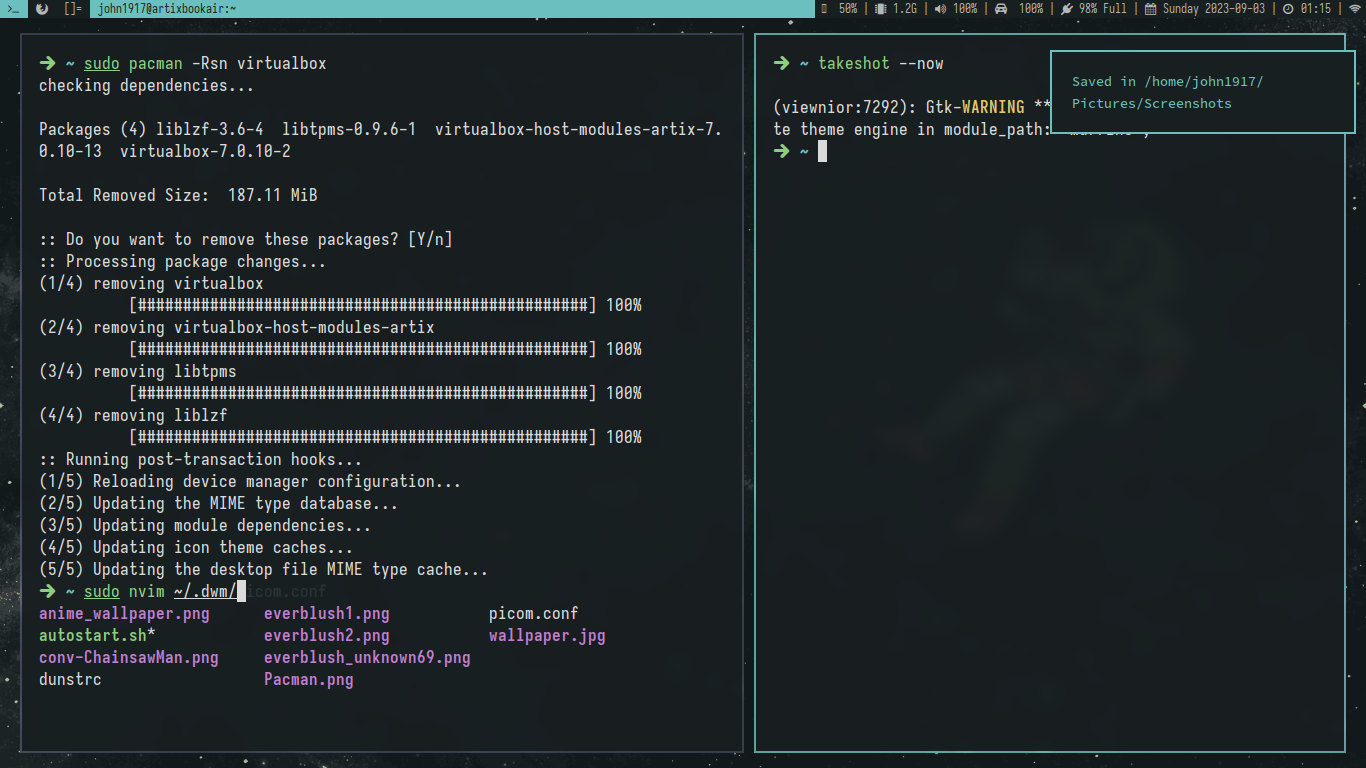 >_ []= john1917@artixbookair:~ 50% | 1.2G | 100% | 100% | 98% Full | Sunday 2023-09-03 | 01:15 |
➜ ~ sudo pacman -Rsn virtualbox
checking dependencies...
Packages (4) liblzf-3.6-4 libtpms-0.9.6-1 virtualbox-host-modules-artix-7.
0.10-13 virtualbox-7.0.10-2
Total Removed Size: 187.11 MiB
:: Do you want to remove these packages? [Y/n]
:: Processing package changes...
(1/4) removing virtualbox
[##################################################] 100%
(2/4) removing virtualbox-host-modules-artix
[##################################################] 100%
(3/4) removing libtpms
[##################################################] 100%
(4/4) removing liblzf
[##################################################] 100%
:: Running post-transaction hooks...
(1/5) Reloading device manager configuration...
(2/5) Updating the MIME type database...
(3/5) Updating module dependencies...
(4/5) Updating icon theme caches...
(5/5) Updating the desktop file MIME type cache...
➜ ~ sudo nvim ~/.dwm/picom.conf
anime_wallpaper.png everblush1.png picom.conf
autostart.sh* everblush2.png wallpaper.jpg
conv-ChainsawMan.png everblush_unknown69.png
dunstrc Pacman.png
➜ ~ takeshot --now
(viewnior:7292): Gtk-WARNING **
te theme engine in module_path:
➜ ~
Saved in /home/john1917/
Pictures/Screenshots